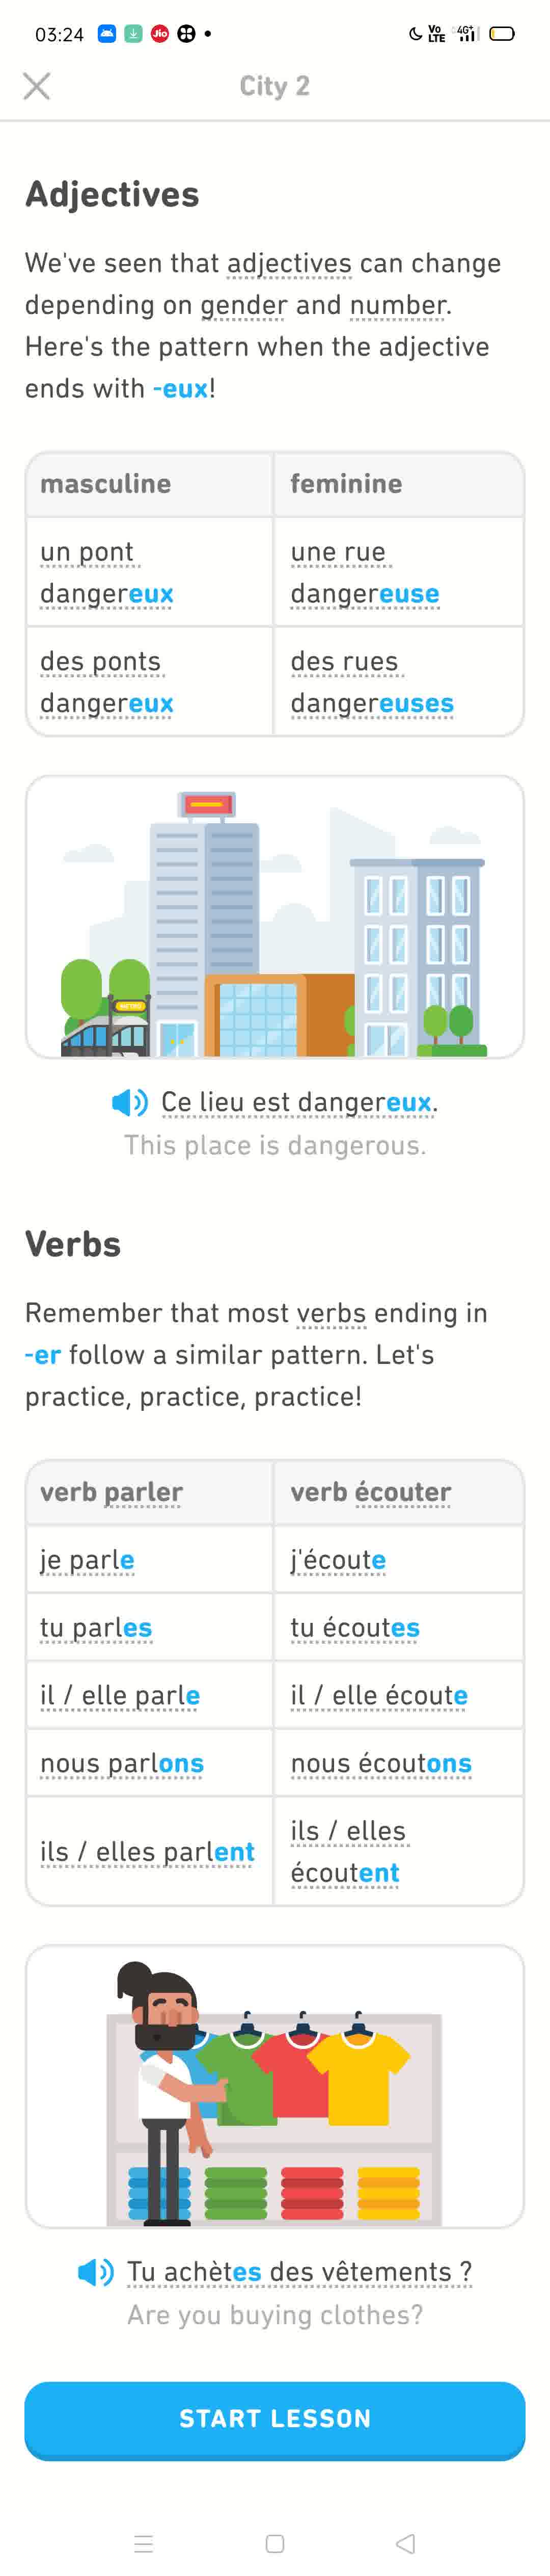 03:24
Jio
Vo LTE
4G+
City 2
Adjectives
We've seen that adjectives can change
depending on gender and number.
Here's the pattern when the adjective
ends with -eux!
masculine
feminine
un pont
dangereux
une rue
dangereuse
des ponts
dangereux
des rues
dangereuses
METRO
Ce lieu est dangereux.
This place is dangerous.
Verbs
Remember that most verbs ending in
-er follow a similar pattern. Let's
practice, practice, practice!
verb parler
verb écouter
je parle
j'écoute
tu parles
tu écoutes
il / elle parle
il / elle écoute
nous parlons
nous écoutons
ils / elles parlent
ils / elles
écoutent
Tu achètes des vêtements ?
Are you buying clothes?
START LESSON